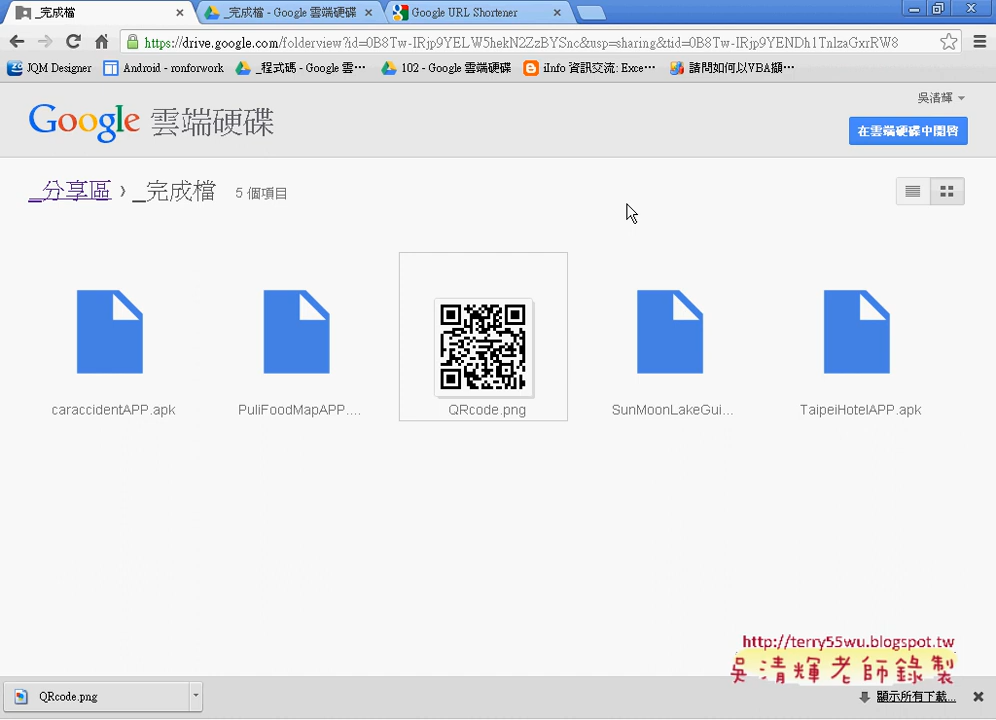 _完成檔
_完成檔 - Google 雲端硬碟
Google URL Shortener
https://drive.google.com/folderview?id=0B8Tw-IRjp9YELW5hekN2ZzBYSnc&usp=sharing&tid=0B8Tw-IRjp9YENDh1TnlzaGxrRW8
JQM Designer
Android - ronforwork
_程式碼 - Google 雲…
102 - Google 雲端硬碟
iInfo 資訊交流: Exce…
請問如何以VBA擷…
吳清輝
Google 雲端硬碟
在雲端硬碟中開啓
_分享區 › _完成檔 5 個項目
caraccidentAPP.apk
PuliFoodMapAPP....
QRcode.png
SunMoonLakeGui...
TaipeiHotelAPP.apk
http://terry55wu.blogspot.tw
吳清輝老師錄製
QRcode.png
顯示所有下載...